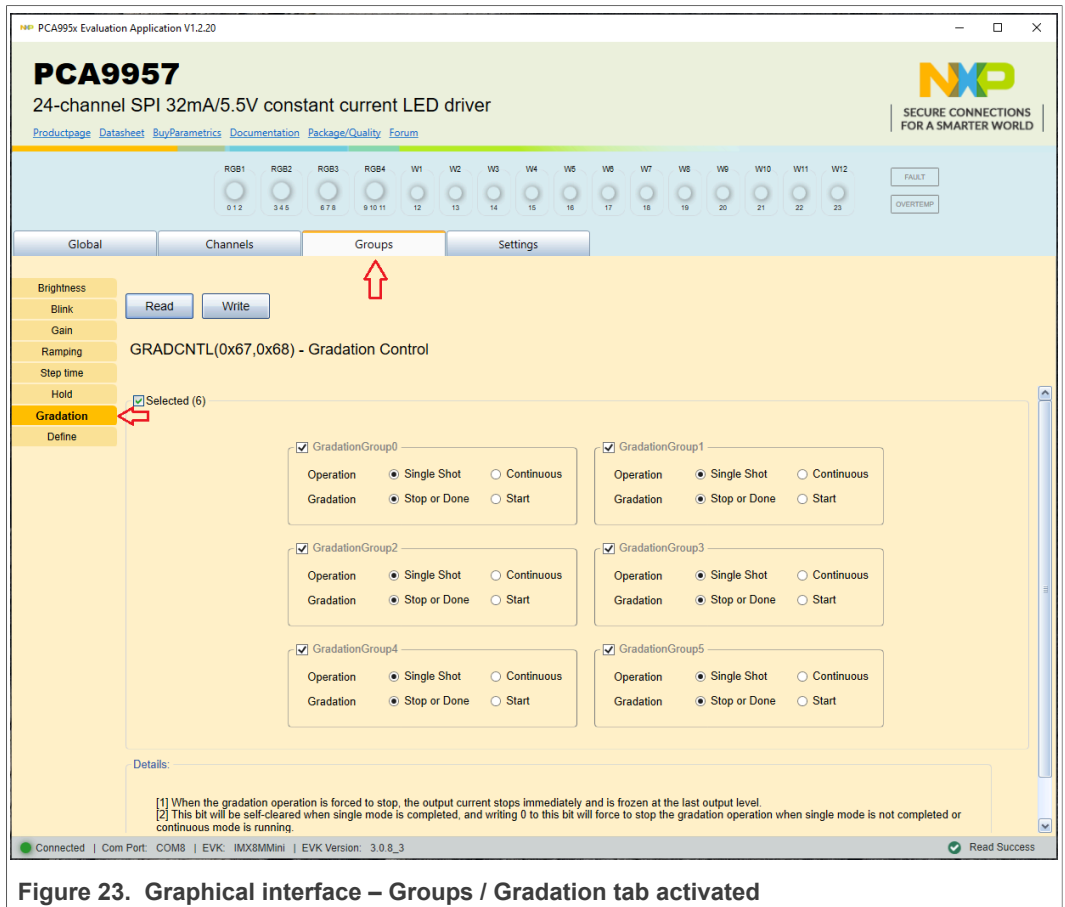 NXP PCA995x Evaluation Application V1.2.20
PCA9957
24-channel SPI 32mA/5.5V constant current LED driver
Productpage Datasheet BuyParametrics Documentation Package/Quality Forum
NXP
SECURE CONNECTIONS
FOR A SMARTER WORLD
RGB1 RGB2 RGB3 RGB4 W1 W2 W3 W4 W5 W6 W7 W8 W9 W10 W11 W12
0 1 2 3 4 5 6 7 8 9 10 11 12 13 14 15 16 17 18 19 20 21 22 23
FAULT
OVERTEMP
Global Channels Groups Settings
Brightness
Blink
Gain
Ramping
Step time
Hold
Gradation
Define
Read Write
GRADCNTL(0x67,0x68) - Gradation Control
Selected (6)
GradationGroup0
Operation Single Shot Continuous
Gradation Stop or Done Start
GradationGroup1
Operation Single Shot Continuous
Gradation Stop or Done Start
GradationGroup2
Operation Single Shot Continuous
Gradation Stop or Done Start
GradationGroup3
Operation Single Shot Continuous
Gradation Stop or Done Start
GradationGroup4
Operation Single Shot Continuous
Gradation Stop or Done Start
GradationGroup5
Operation Single Shot Continuous
Gradation Stop or Done Start
Details:
[1] When the gradation operation is forced to stop, the output current stops immediately and is frozen at the last output level.
[2] This bit will be self-cleared when single mode is completed, and writing 0 to this bit will force to stop the gradation operation when single mode is not completed or
continuous mode is running.
Connected | Com Port: COM8 | EVK: IMX8MMini | EVK Version: 3.0.8_3
Read Success
Figure 23. Graphical interface – Groups / Gradation tab activated